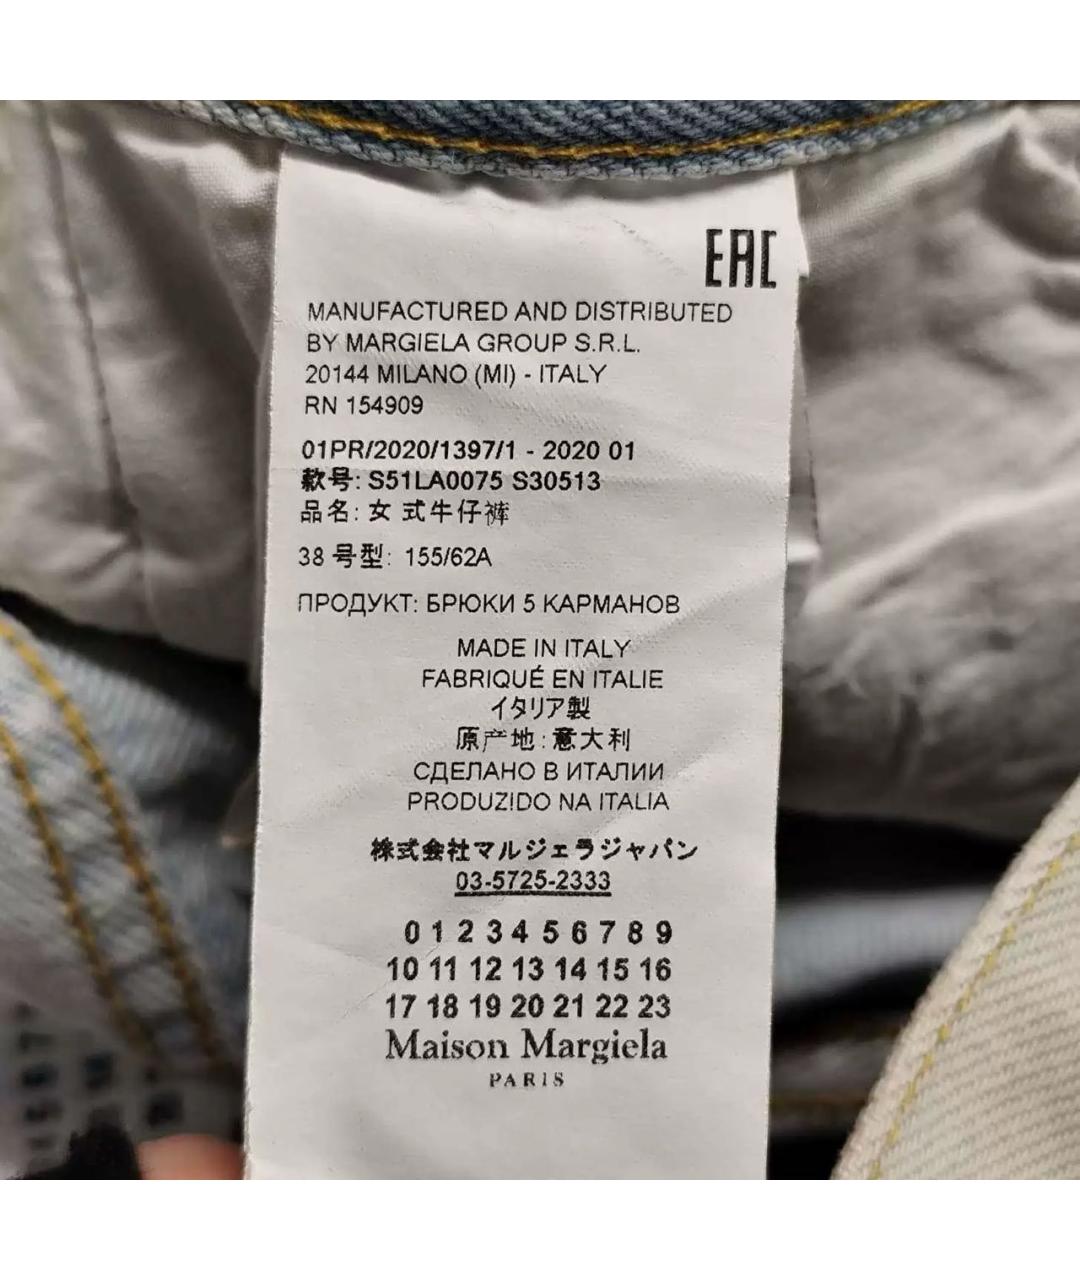 EAC
MANUFACTURED AND DISTRIBUTED
BY MARGIELA GROUP S.R.L.
20144 MILANO (MI) - ITALY
RN 154909
01PR/2020/1397/1 - 2020 01
款号: S51LA0075 S30513
品名: 女 式牛仔裤
38 号型: 155/62A
ПРОДУКТ: БРЮКИ 5 КАРМАНОВ
MADE IN ITALY
FABRIQUÉ EN ITALIE
イタリア製
原产地: 意大利
СДЕЛАНО В ИТАЛИИ
PRODUZIDO NA ITALIA
株式会社マルジェラジャパン
03-5725-2333
0 1 2 3 4 5 6 7 8 9
10 11 12 13 14 15 16
17 18 19 20 21 22 23
Maison Margiela
PARIS